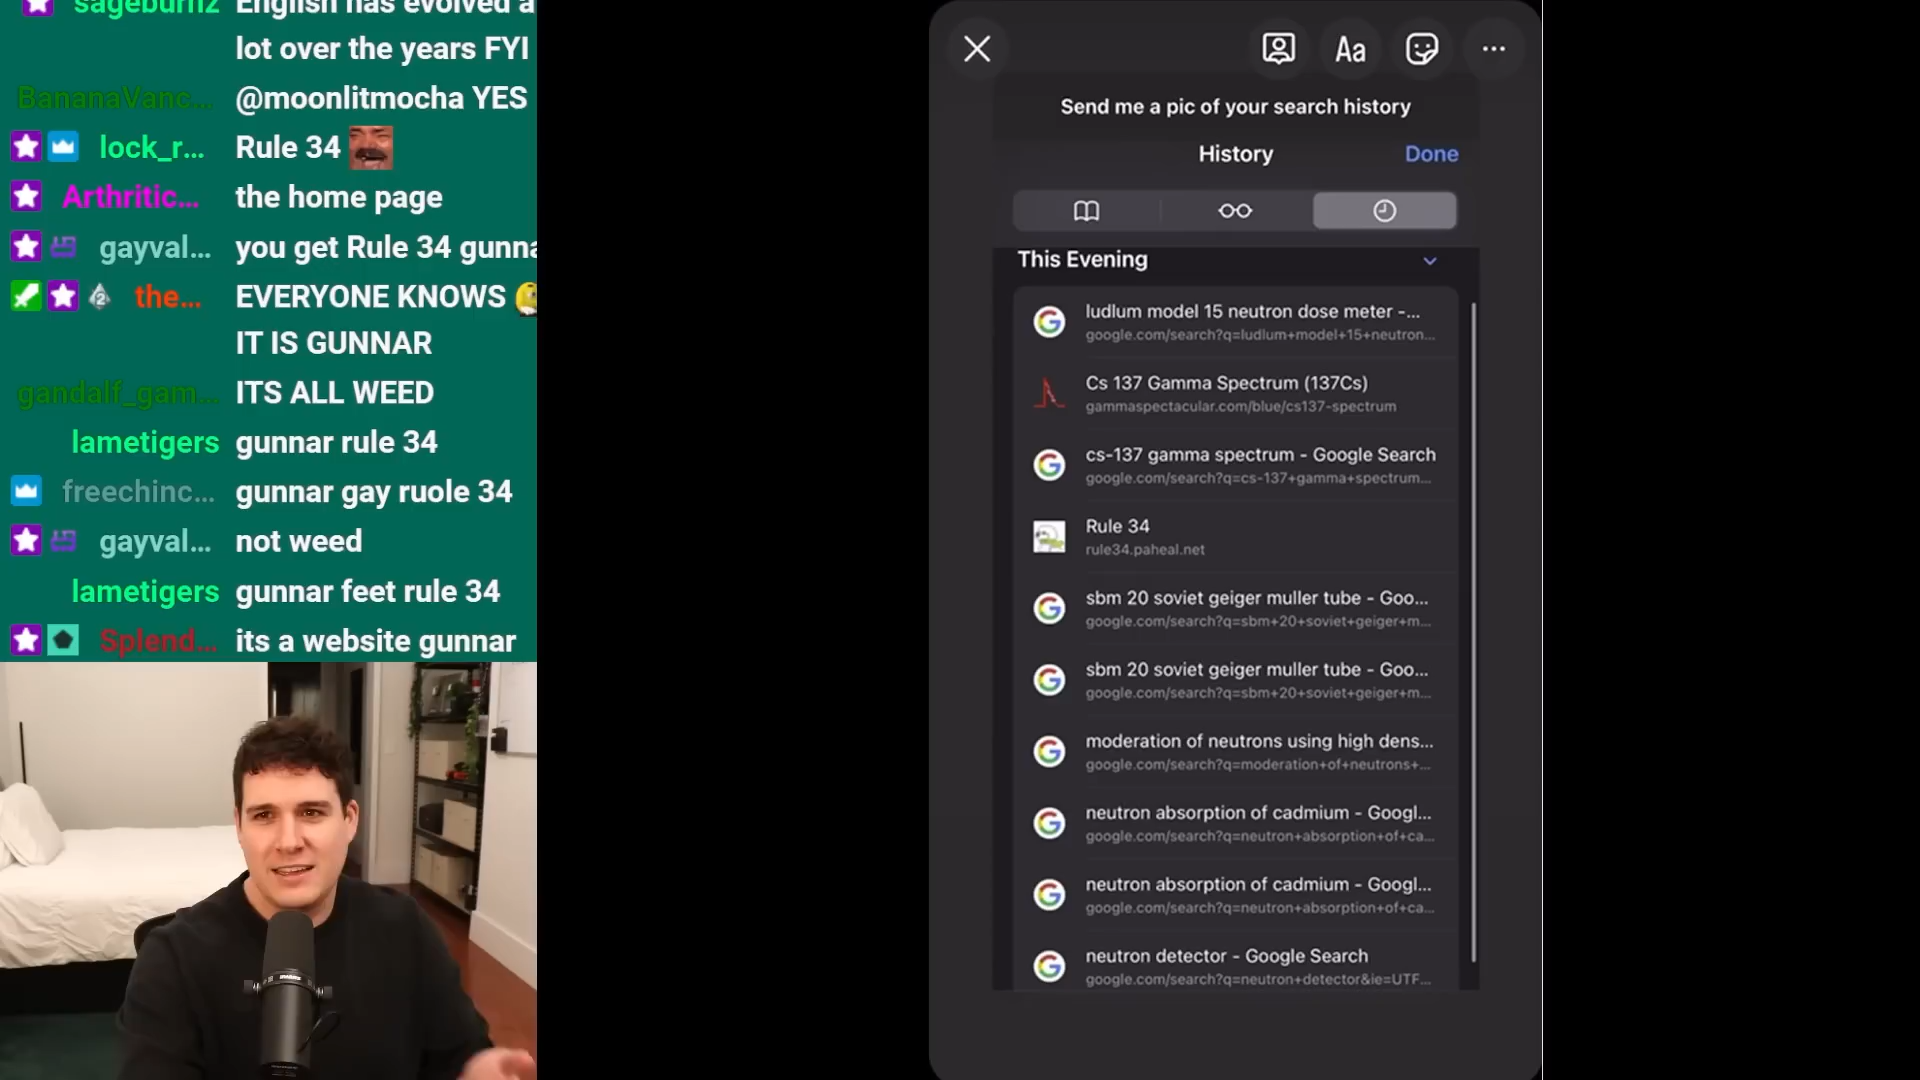 sageburnz English has evolved a
lot over the years FYI
BananaVanc... @moonlitmocha YES
lock_r... Rule 34
Arthritic... the home page
gayval... you get Rule 34 gunna
the... EVERYONE KNOWS
IT IS GUNNAR
gandalf_gam... ITS ALL WEED
lametigers gunnar rule 34
freechinc... gunnar gay ruole 34
gayval... not weed
lametigers gunnar feet rule 34
Splend... its a website gunnar
Aa
Send me a pic of your search history
History Done
This Evening
ludlum model 15 neutron dose meter -...
google.com/search?q=ludlum+model+15+neutron...
Cs 137 Gamma Spectrum (137Cs)
gammaspectacular.com/blue/cs137-spectrum
cs-137 gamma spectrum - Google Search
google.com/search?q=cs-137+gamma+spectrum...
Rule 34
rule34.paheal.net
sbm 20 soviet geiger muller tube - Goo...
google.com/search?q=sbm+20+soviet+geiger+m...
sbm 20 soviet geiger muller tube - Goo...
google.com/search?q=sbm+20+soviet+geiger+m...
moderation of neutrons using high dens...
google.com/search?q=moderation+of+neutrons+...
neutron absorption of cadmium - Googl...
google.com/search?q=neutron+absorption+of+ca...
neutron absorption of cadmium - Googl...
google.com/search?q=neutron+absorption+of+ca...
neutron detector - Google Search
google.com/search?q=neutron+detector&ie=UTF...